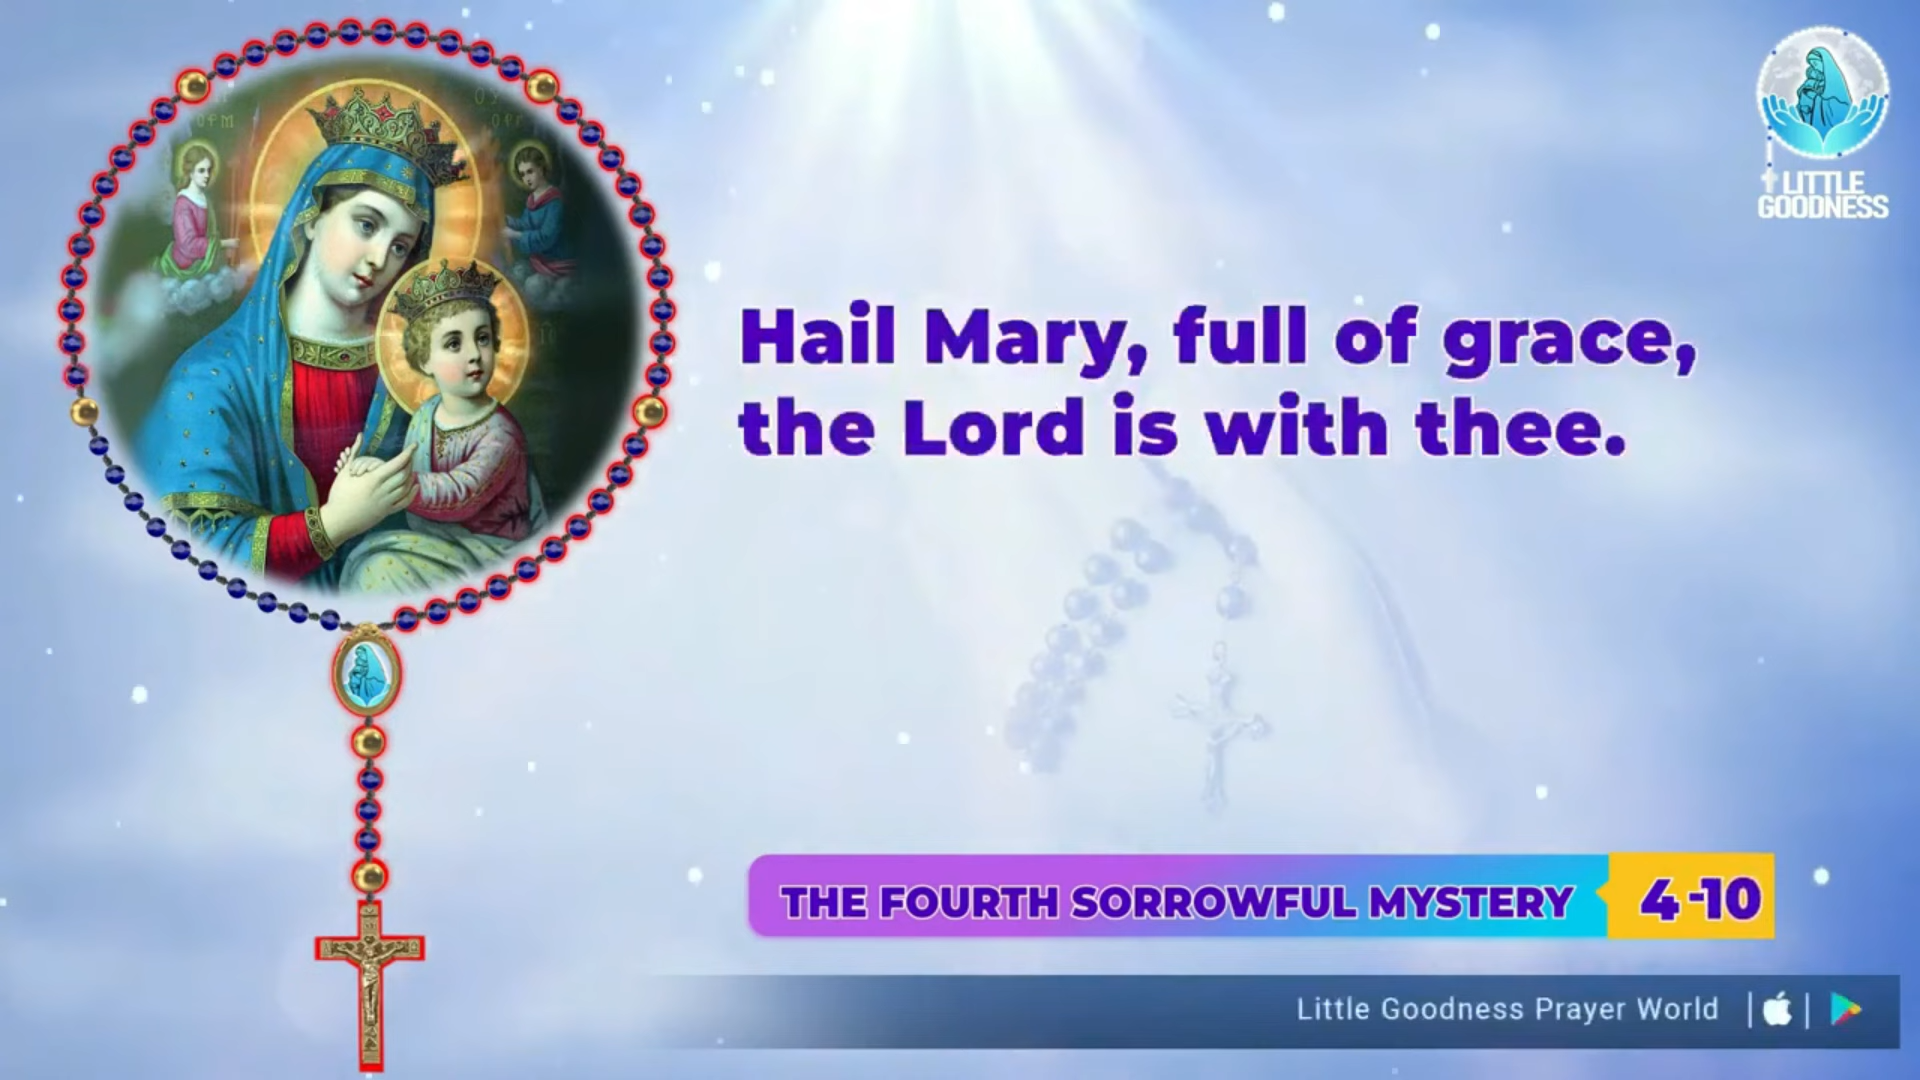 LITTLE
GOODNESS
Hail Mary, full of grace,
the Lord is with thee.
THE FOURTH SORROWFUL MYSTERY 4-10
Little Goodness Prayer World